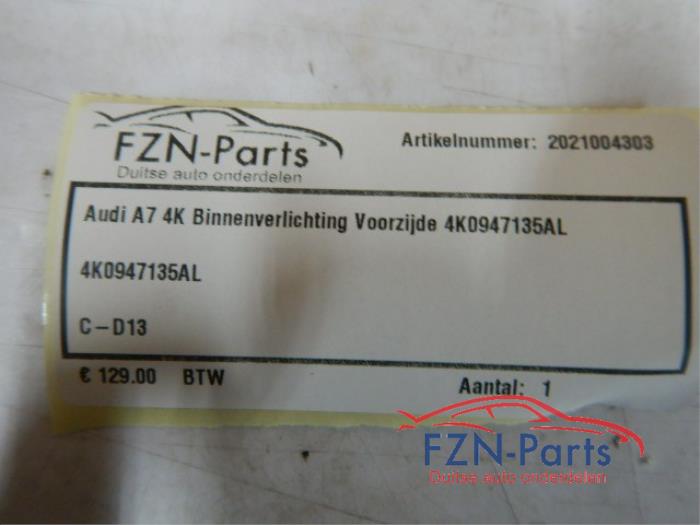 FZN-Parts
Duitse auto onderdelen
Artikelnummer: 2021004303
Audi A7 4K Binnenverlichting Voorzijde 4K0947135AL
4K0947135AL
C-D13
€ 129.00 BTW
Aantal: 1
FZN-Parts
Duitse auto onderdelen